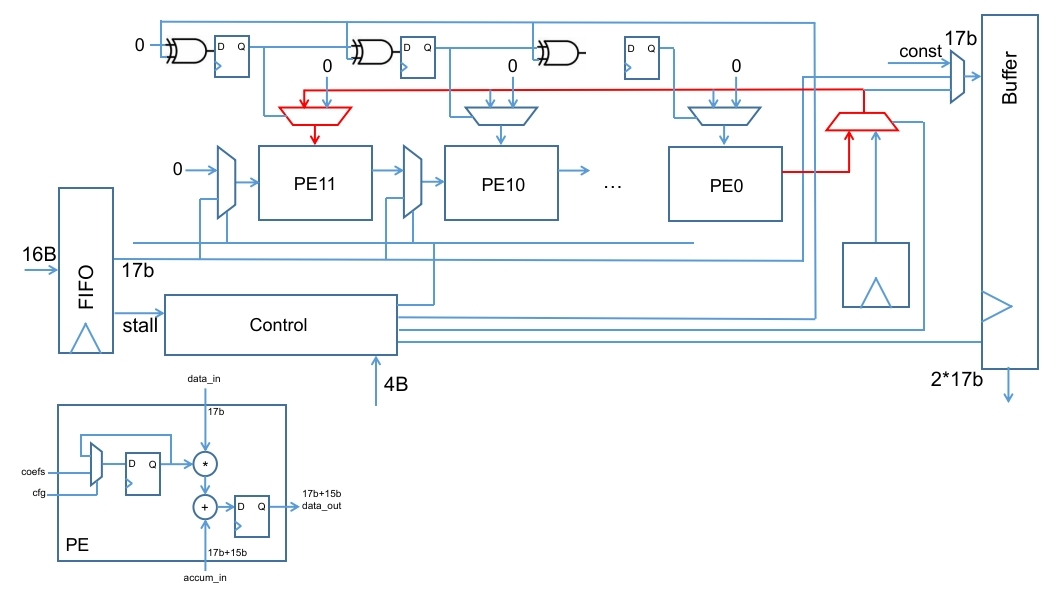 const
17b
0
D Q
D Q
D Q
0
0
0
Buffer
0
PE11
PE10
...
PE0
16B
FIFO
17b
stall
Control
4B
2*17b
data_in
17b
D Q
*
coefs
cfg
+
D Q
17b+15b
data_out
PE
17b+15b
accum_in